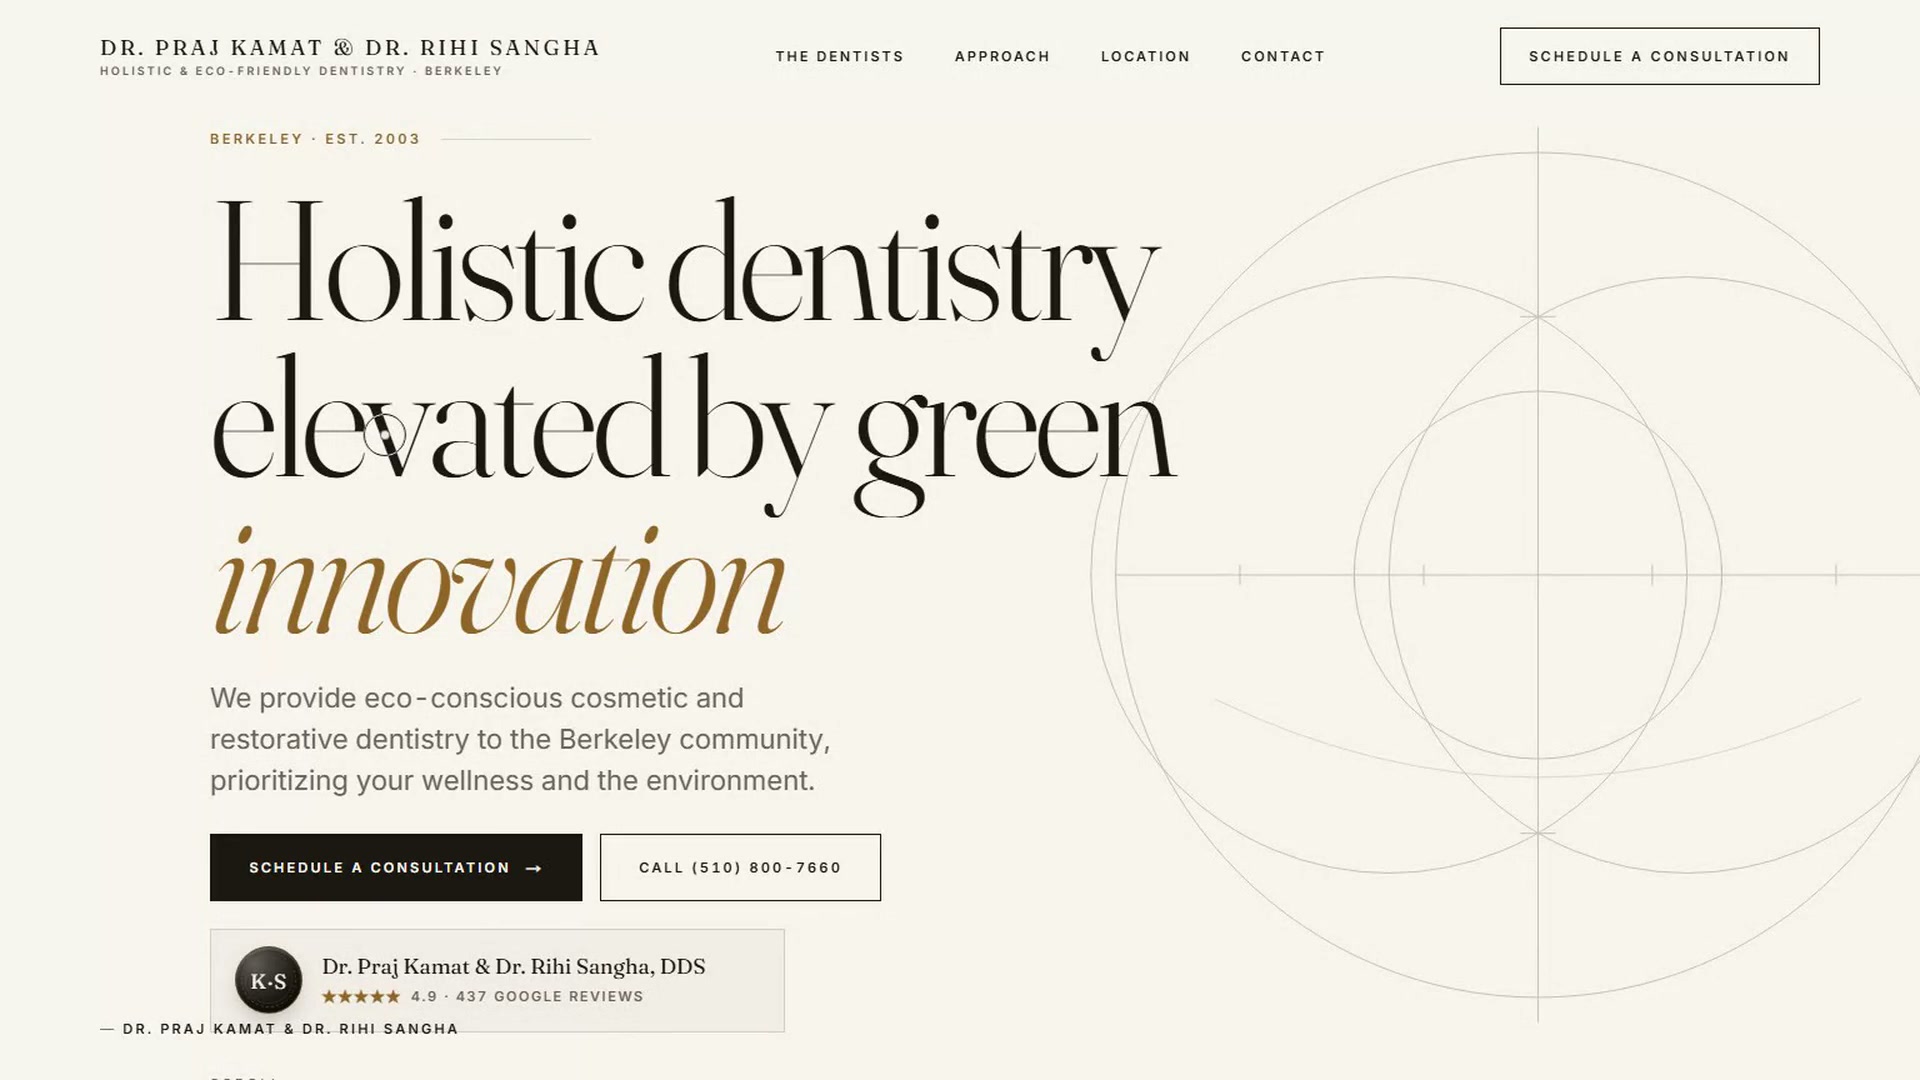 DR. PRAJ KAMAT & DR. RIHI SANGHA
HOLISTIC & ECO-FRIENDLY DENTISTRY · BERKELEY
THE DENTISTS
APPROACH
LOCATION
CONTACT
SCHEDULE A CONSULTATION
BERKELEY · EST. 2003
Holistic dentistry
elevated by green
innovation
We provide eco-conscious cosmetic and
restorative dentistry to the Berkeley community,
prioritizing your wellness and the environment.
SCHEDULE A CONSULTATION →
CALL (510) 800-7660
K·S
Dr. Praj Kamat & Dr. Rihi Sangha, DDS
★★★★★ 4.9 · 437 GOOGLE REVIEWS
— DR. PRAJ KAMAT & DR. RIHI SANGHA